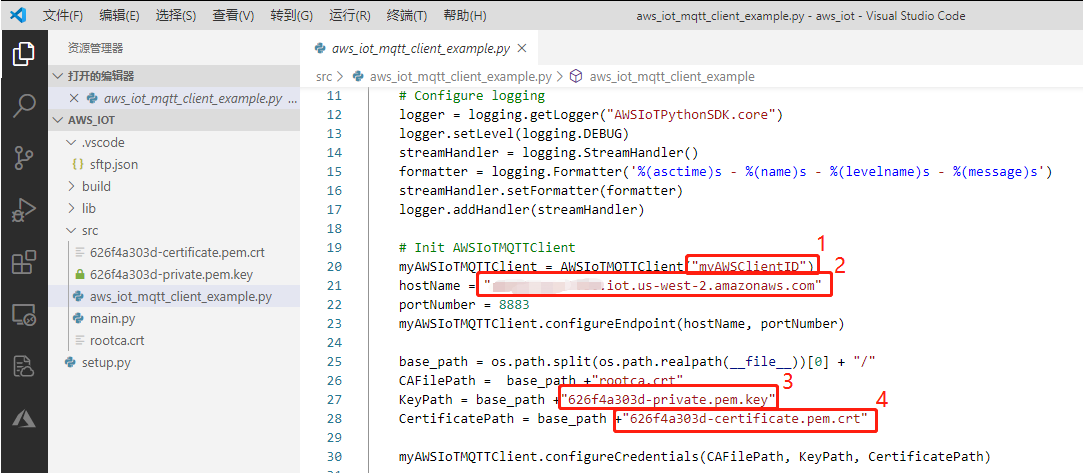 文件(F) 编辑(E) 选择(S) 查看(V) 转到(G) 运行(R) 终端(T) 帮助(H) aws_iot_mqtt_client_example.py - aws_iot - Visual Studio Code
资源管理器
打开的编辑器
aws_iot_mqtt_client_example.py ...
AWS_IOT
.vscode
sftp.json
build
lib
src
626f4a303d-certificate.pem.crt
626f4a303d-private.pem.key
aws_iot_mqtt_client_example.py
main.py
rootca.crt
setup.py
aws_iot_mqtt_client_example.py
src > aws_iot_mqtt_client_example.py > aws_iot_mqtt_client_example
11 # Configure logging
12 logger = logging.getLogger("AWSIoTPythonSDK.core")
13 logger.setLevel(logging.DEBUG)
14 streamHandler = logging.StreamHandler()
15 formatter = logging.Formatter('%(asctime)s - %(name)s - %(levelname)s - %(message)s')
16 streamHandler.setFormatter(formatter)
17 logger.addHandler(streamHandler)
18
19 # Init AWSIoTMQTTClient
1
20 myAWSIoTMQTTClient = AWSIoTMQTTClient("myAWSClientID")
2
21 hostName = ".iot.us-west-2.amazonaws.com"
22 portNumber = 8883
23 myAWSIoTMQTTClient.configureEndpoint(hostName, portNumber)
24
25 base_path = os.path.split(os.path.realpath(__file__))[0] + "/"
26 CAFilePath = base_path +"rootca.crt"
3
27 KeyPath = base_path +"626f4a303d-private.pem.key"
4
28 CertificatePath = base_path +"626f4a303d-certificate.pem.crt"
29
30 myAWSIoTMQTTClient.configureCredentials(CAFilePath, KeyPath, CertificatePath)